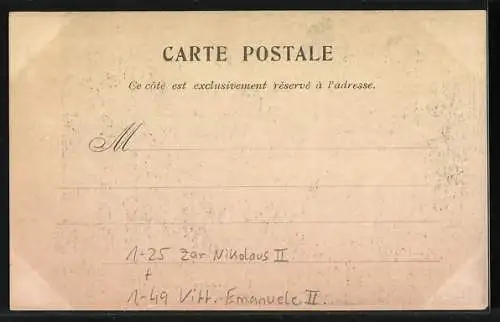 CARTE POSTALE
Ce côté est exclusivement réservé à l'adresse.
M
1-25 Zar Nikolaus II
+
1-49 Vitt. Emanuele II.